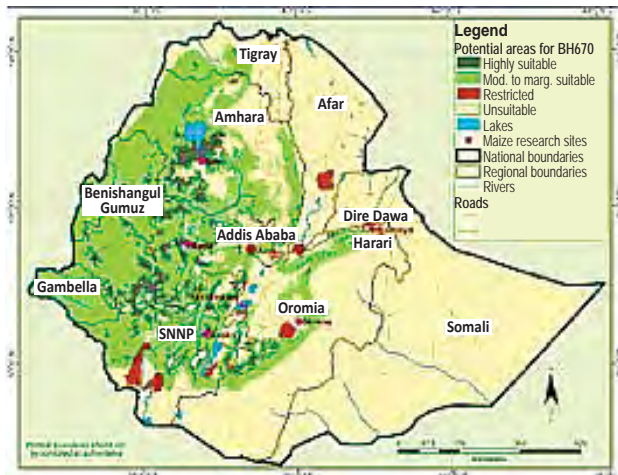 Legend
Potential areas for BH670
Highly suitable
Mod. to marg. suitable
Restricted
Unsuitable
Lakes
Maize research sites
National boundaries
Regional boundaries
Rivers
Roads
Tigray
Afar
Amhara
Benishangul
Gumuz
Dire Dawa
Addis Ababa
Harari
Gambella
Oromia
SNNP
Somali